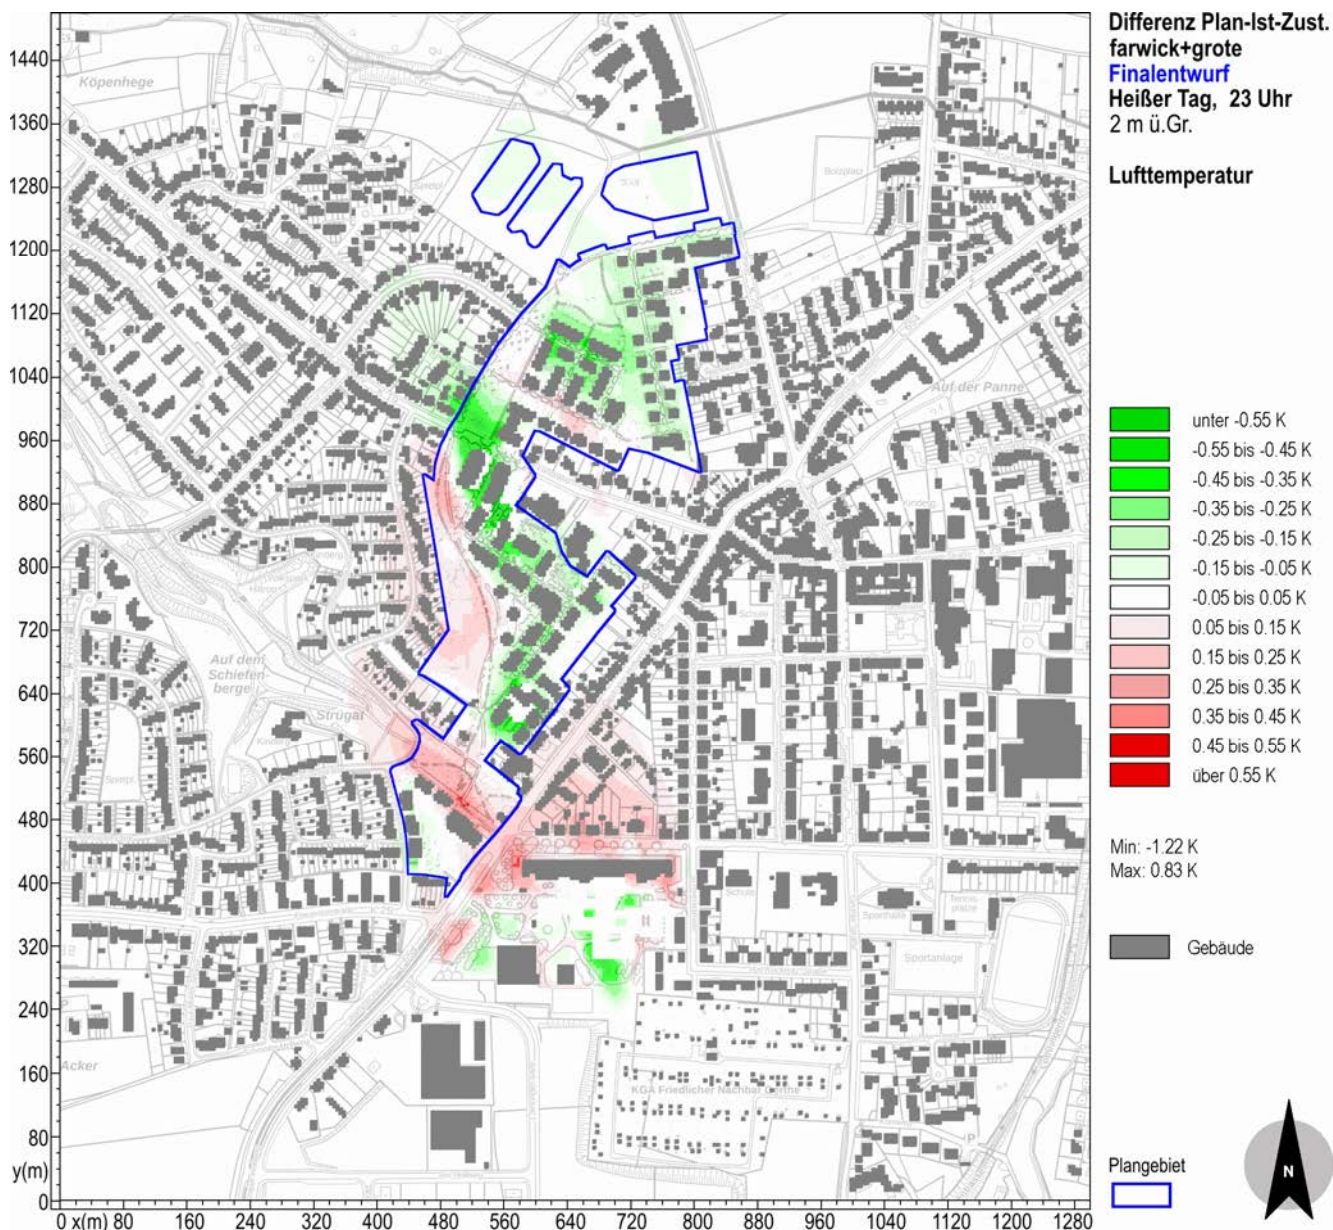 Differenz Plan-Ist-Zust.
farwick+grote
Finalentwurf
Heißer Tag, 23 Uhr
2 m ü.Gr.
Lufttemperatur
unter -0.55 K
-0.55 bis -0.45 K
-0.45 bis -0.35 K
-0.35 bis -0.25 K
-0.25 bis -0.15 K
-0.15 bis -0.05 K
-0.05 bis 0.05 K
0.05 bis 0.15 K
0.15 bis 0.25 K
0.25 bis 0.35 K
0.35 bis 0.45 K
0.45 bis 0.55 K
über 0.55 K
Min: -1.22 K
Max: 0.83 K
Gebäude
Plangebiet
N
1440
1360
1280
1200
1120
1040
960
880
800
720
640
560
480
400
320
240
160
80
y(m)
0
0 x(m) 80 160 240 320 400 480 560 640 720 800 880 960 1040 1120 1200 1280
Köpenhege
Bolzplatz
Auf der Panne
Auf dem
Schiefen-
berge
Strügat
Spielpl.
Schule
Sporthalle
Tennis-
plätze
Sportanlage
KGA Friedlicher Nachbar Gerthe
Acker
P